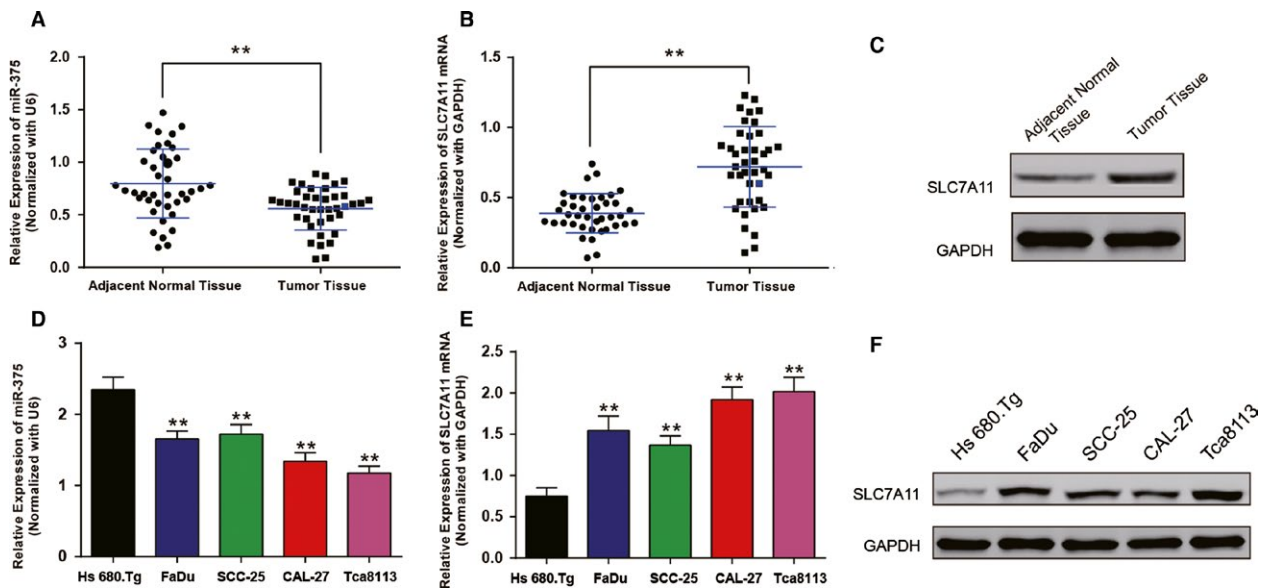 A
Relative Expression of miR-375
(Normalized with U6)
2.0
1.5
1.0
0.5
0.0
**
Adjacent Normal Tissue
Tumor Tissue
B
Relative Expression of SLC7A11 mRNA
(Normalized with GAPDH)
1.5
1.0
0.5
0.0
**
Adjacent Normal Tissue
Tumor Tissue
C
Adjacent Normal
Tissue
Tumor Tissue
SLC7A11
GAPDH
D
Relative Expression of miR-375
(Normalized with U6)
3
2
1
0
**
**
**
**
Hs 680.Tg
FaDu
SCC-25
CAL-27
Tca8113
E
Relative Expression of SLC7A11 mRNA
(Normalized with GAPDH)
2.5
2.0
1.5
1.0
0.5
0.0
**
**
**
**
Hs 680.Tg
FaDu
SCC-25
CAL-27
Tca8113
F
Hs 680.Tg
FaDu
SCC-25
CAL-27
Tca8113
SLC7A11
GAPDH